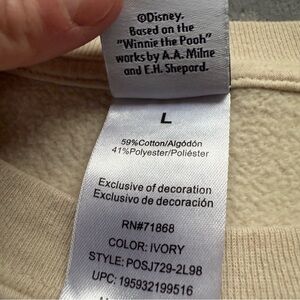 ©Disney.
Based on the
"Winnie the Pooh"
works by A.A. Milne
and E.H. Shepard.
L
59%Cotton/Algódón
41%Polyester/Poliéster
Exclusive of decoration
Exclusivo de decoración
RN#71868
COLOR: IVORY
STYLE: POSJ729-2L98
UPC: 195932199516